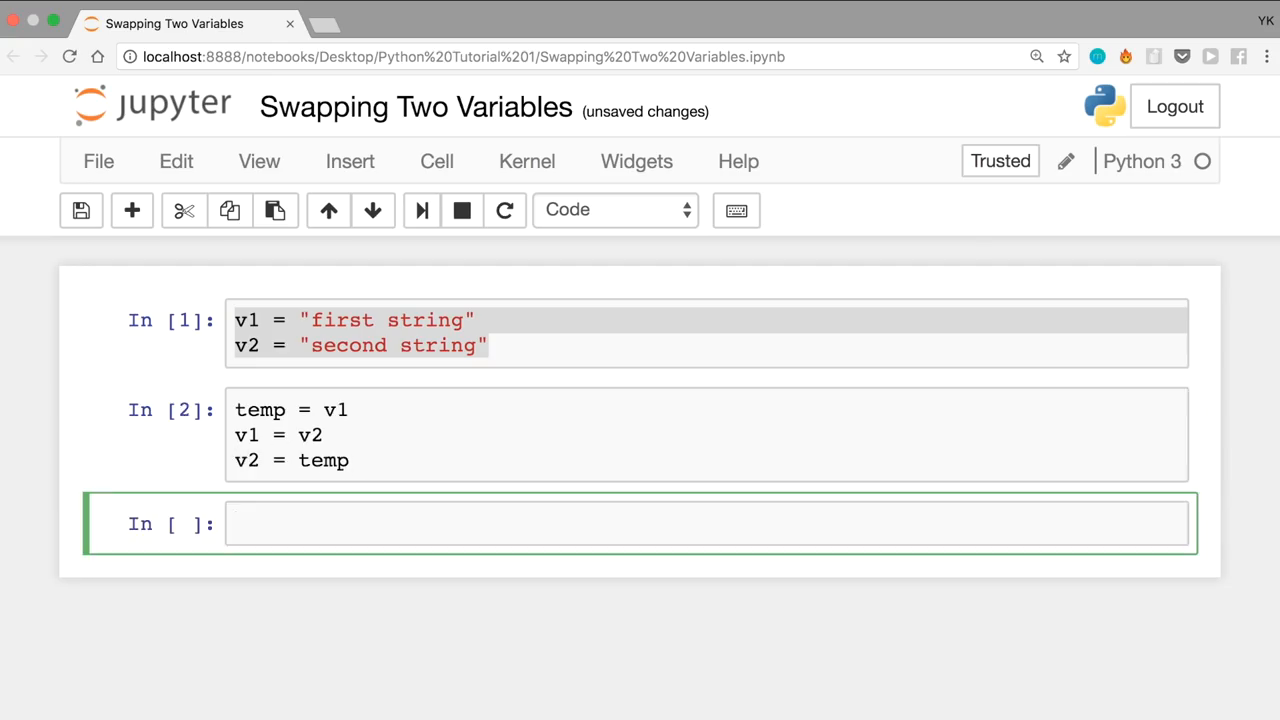 Swapping Two Variables
YK
localhost:8888/notebooks/Desktop/Python%20Tutorial%201/Swapping%20Two%20Variables.ipynb
jupyter Swapping Two Variables (unsaved changes) Logout
File Edit View Insert Cell Kernel Widgets Help Trusted Python 3
Code
In [1]: v1 = "first string"
v2 = "second string"
In [2]: temp = v1
v1 = v2
v2 = temp
In [ ]: